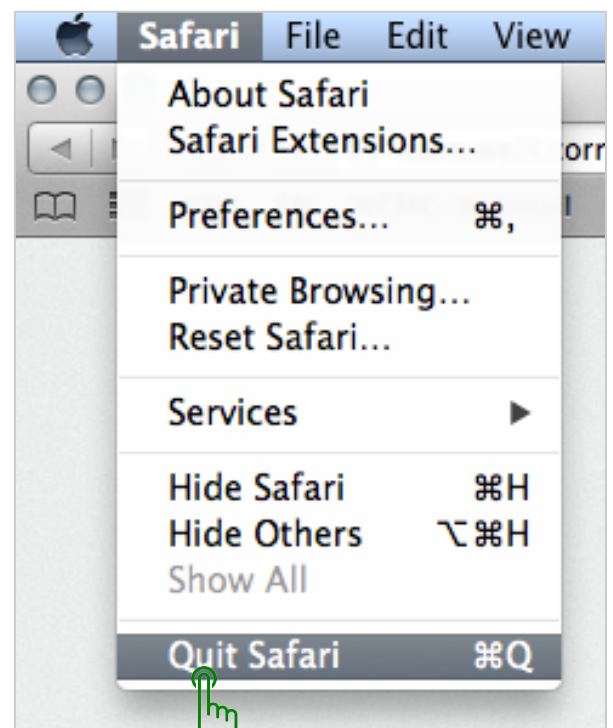 Safari File Edit View
About Safari
Safari Extensions...
Preferences... ⌘,
Private Browsing...
Reset Safari...
Services ▶
Hide Safari ⌘H
Hide Others ⌥⌘H
Show All
Quit Safari ⌘Q